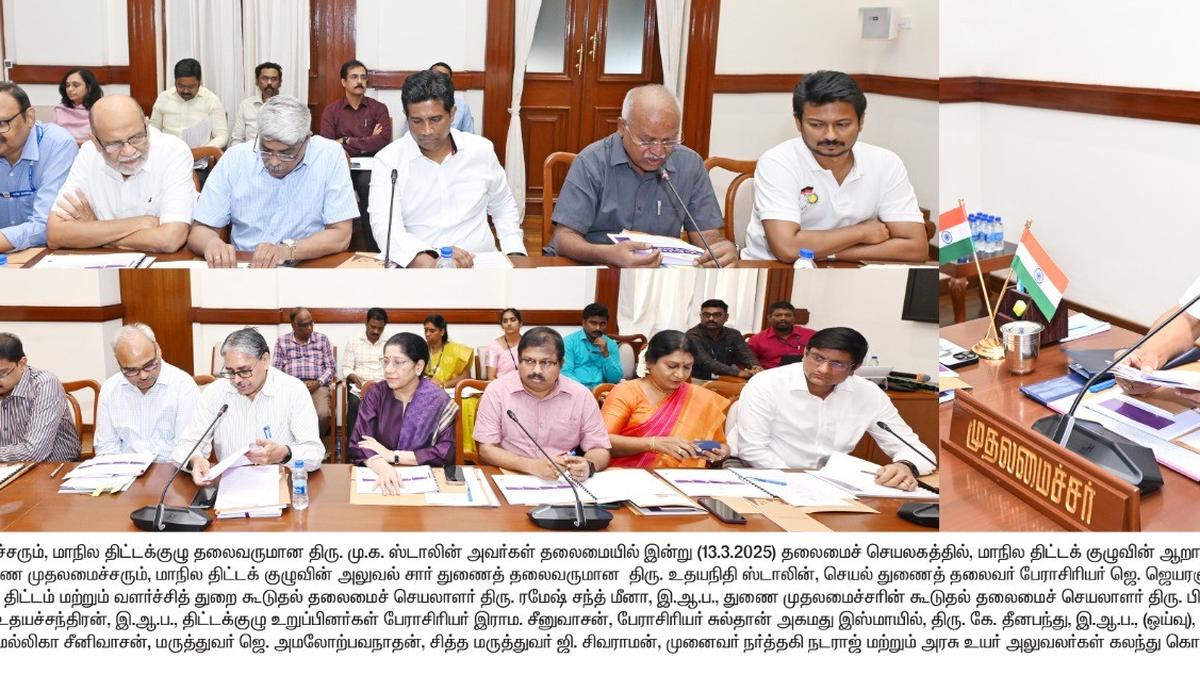 முதலமைச்சர்
ச்சரும், மாநில திட்டக்குழு தலைவருமான திரு. மு.க. ஸ்டாலின் அவர்கள் தலைமையில் இன்று (13.3.2025) தலைமைச் செயலகத்தில், மாநில திட்டக் குழுவின் ஆறா
ண முதலமைச்சரும், மாநில திட்டக் குழுவின் அலுவல் சார் துணைத் தலைவருமான திரு. உதயநிதி ஸ்டாலின், செயல் துணைத் தலைவர் பேராசிரியர் ஜெ. ஜெயர
திட்டம் மற்றும் வளர்ச்சித் துறை கூடுதல் தலைமைச் செயலாளர் திரு. ரமேஷ் சந்த் மீனா, இ.ஆ.ப., துணை முதலமைச்சரின் கூடுதல் தலைமைச் செயலாளர் திரு. பி
உதயச்சந்திரன், இ.ஆ.ப., திட்டக்குழு உறுப்பினர்கள் பேராசிரியர் இராம. சீனுவாசன், பேராசிரியர் சுல்தான் அகமது இஸ்மாயில், திரு. கே. தீனபந்து, இ.ஆ.ப., (ஓய்வு),
மல்லிகா சீனிவாசன், மருத்துவர் ஜெ. அமலோற்பவநாதன், சித்த மருத்துவர் ஜி. சிவராமன், முனைவர் நர்த்தகி நடராஜ் மற்றும் அரசு உயர் அலுவலர்கள் கலந்து கொ